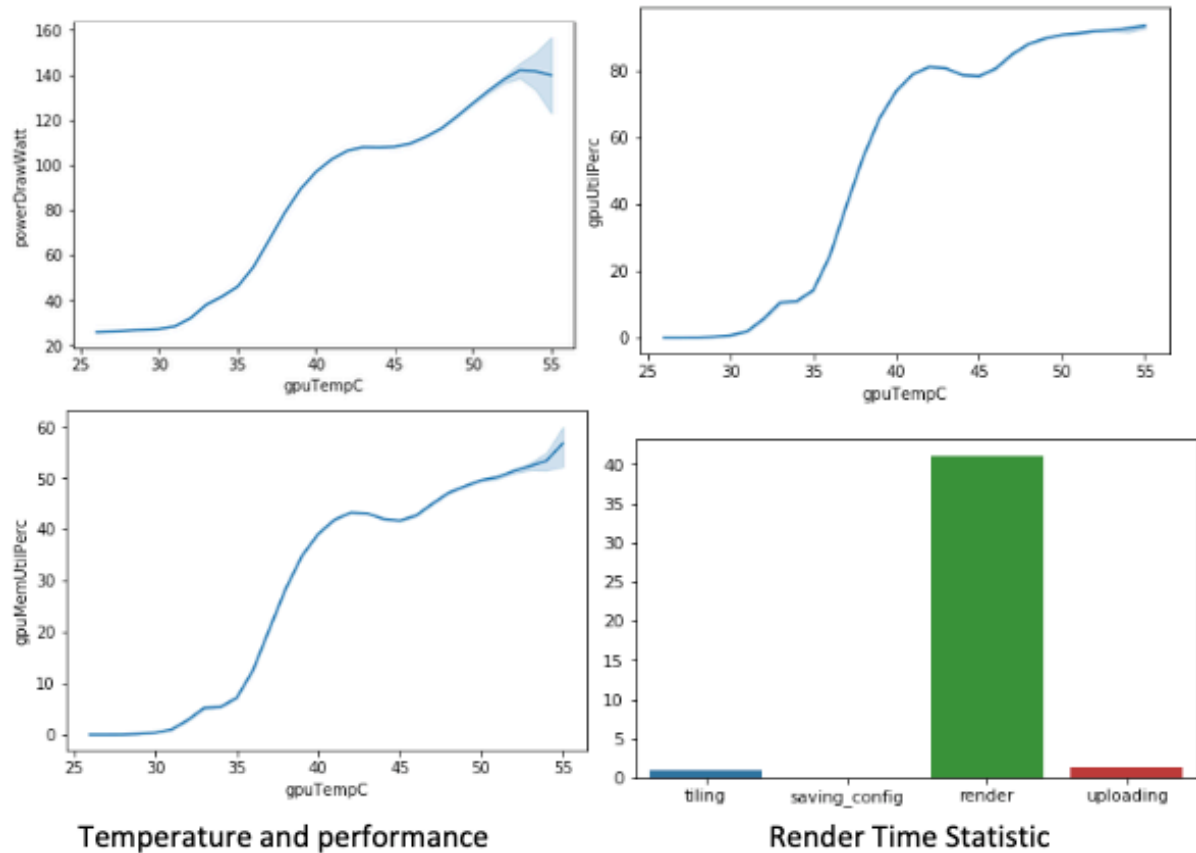 160
140
120
100
80
60
40
20
powerDrawWatt
25 30 35 40 45 50 55
gpuTempC
80
60
40
20
0
gpuUtilPerc
25 30 35 40 45 50 55
gpuTempC
60
50
40
30
20
10
0
gpuMemUtilPerc
25 30 35 40 45 50 55
gpuTempC
40
35
30
25
20
15
10
5
0
tiling saving_config render uploading
Temperature and performance
Render Time Statistic